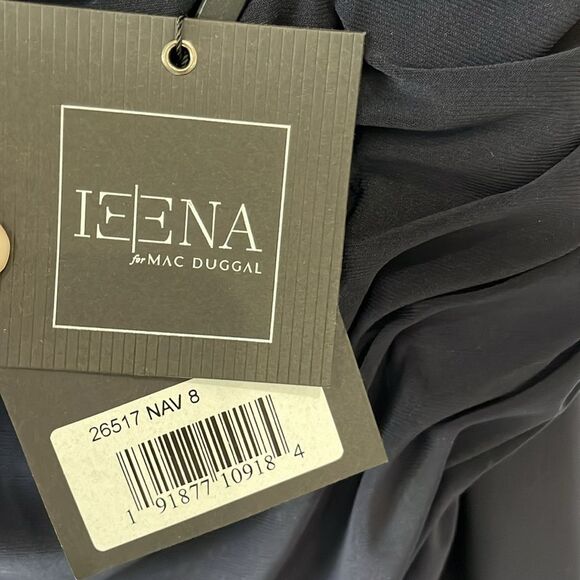 IEENA
for MAC DUGGAL
26517 NAV 8
1 91877 10918 4